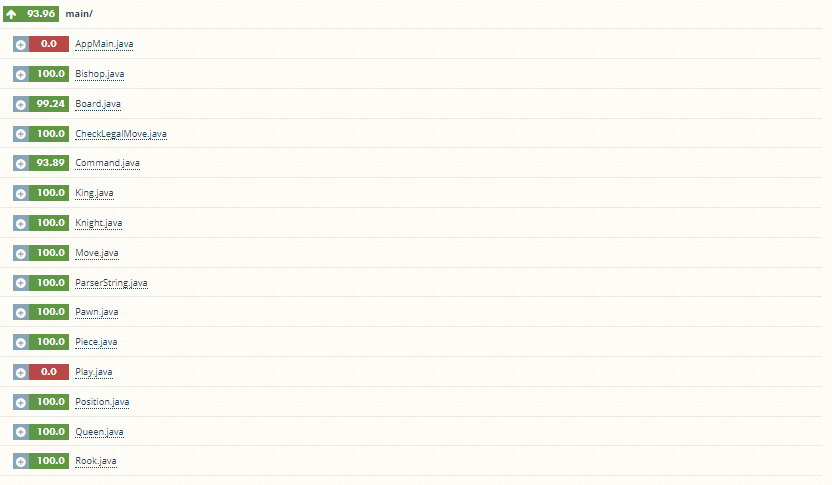 93.96 main/
0.0 AppMain.java
100.0 Bishop.java
99.24 Board.java
100.0 CheckLegalMove.java
93.89 Command.java
100.0 King.java
100.0 Knight.java
100.0 Move.java
100.0 ParserString.java
100.0 Pawn.java
100.0 Piece.java
0.0 Play.java
100.0 Position.java
100.0 Queen.java
100.0 Rook.java